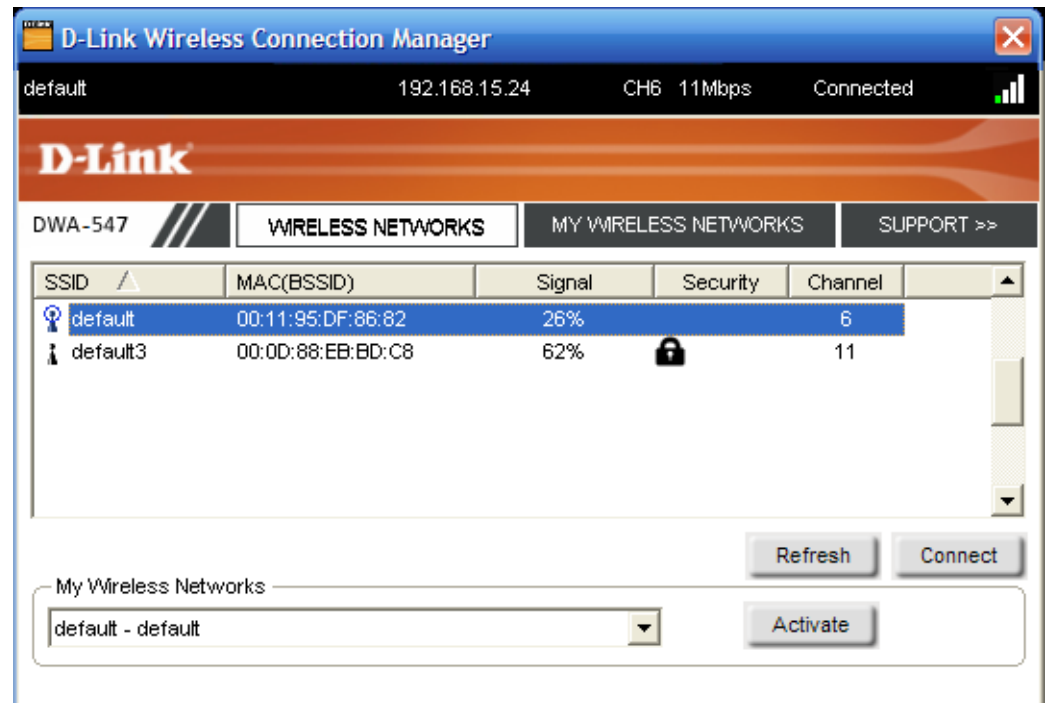 D-Link Wireless Connection Manager
default 192.168.15.24 CH6 11Mbps Connected
D-Link
DWA-547 WIRELESS NETWORKS MY WIRELESS NETWORKS SUPPORT >>
SSID MAC(BSSID) Signal Security Channel
default 00:11:95:DF:86:82 26% 6
default3 00:0D:88:EB:BD:C8 62% 11
Refresh Connect
My Wireless Networks
default - default Activate